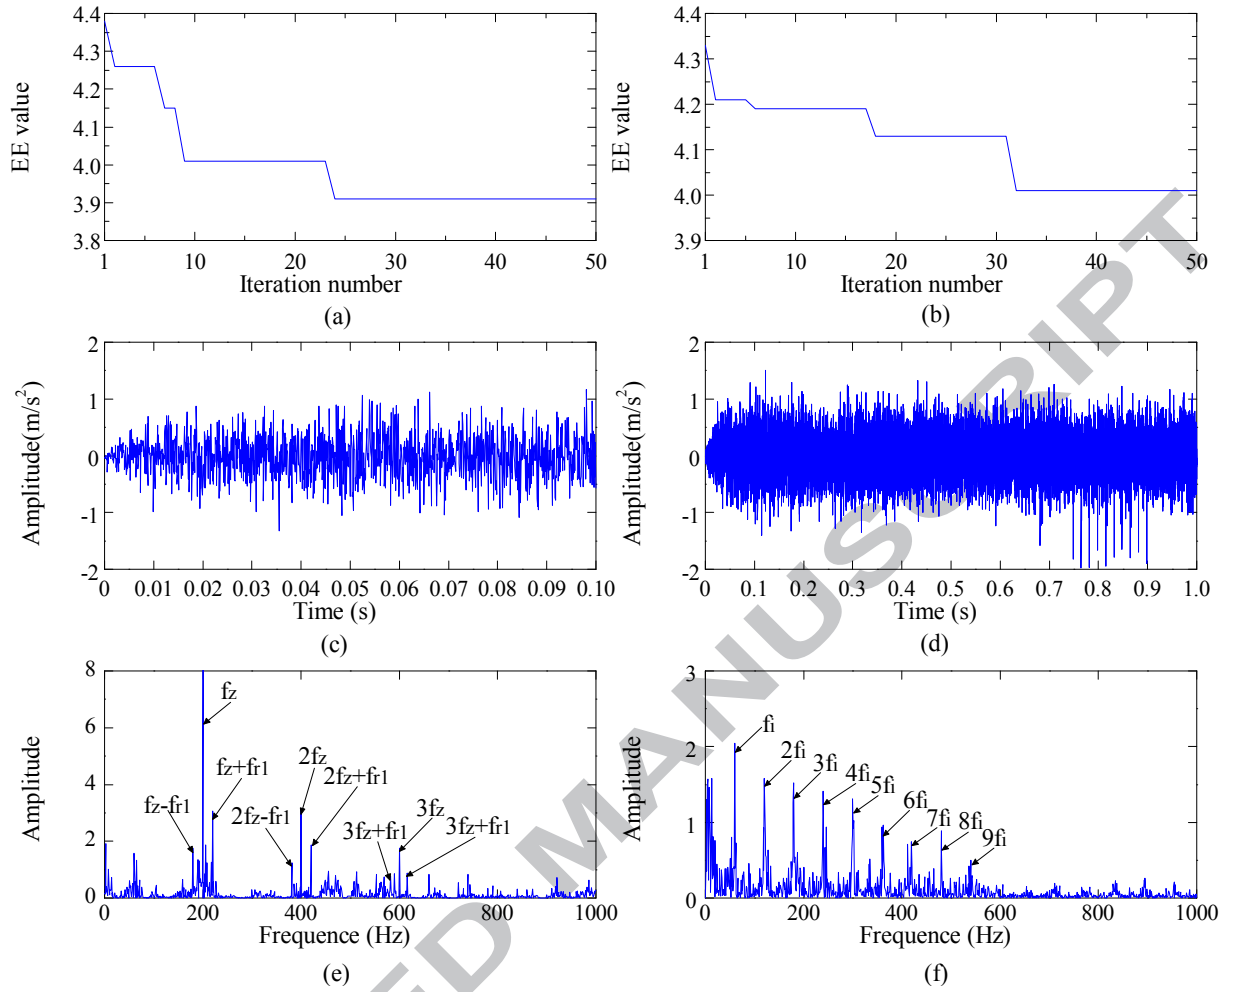 4.4
4.3
4.2
4.1
4.0
3.9
3.8
EE value
1 10 20 30 40 50
Iteration number
(a)
4.4
4.3
4.2
4.1
4.0
3.9
EE value
1 10 20 30 40 50
Iteration number
(b)
2
1
0
-1
-2
Amplitude(m/s²)
0 0.01 0.02 0.03 0.04 0.05 0.06 0.07 0.08 0.09 0.10
Time (s)
(c)
2
1
0
-1
-2
Amplitude(m/s²)
0 0.1 0.2 0.3 0.4 0.5 0.6 0.7 0.8 0.9 1.0
Time (s)
(d)
8
6
4
2
0
Amplitude
fz
fz-fr1
fz+fr1
2fz-fr1
2fz
2fz+fr1
3fz+fr1
3fz
3fz+fr1
0 200 400 600 800 1000
Frequence (Hz)
(e)
3
2
1
0
Amplitude
fi
2fi
3fi
4fi
5fi
6fi
7fi
8fi
9fi
0 200 400 600 800 1000
Frequence (Hz)
(f)
ED MANUSCRIPT